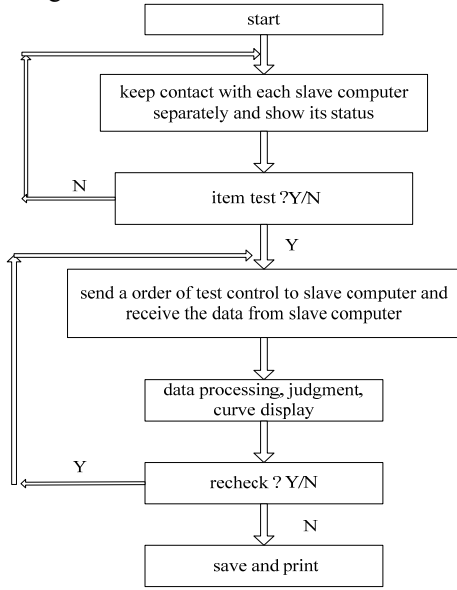 start
keep contact with each slave computer
separately and show its status
N
item test ?Y/N
Y
send a order of test control to slave computer and
receive the data from slave computer
data processing, judgment,
curve display
Y
recheck ? Y/N
N
save and print